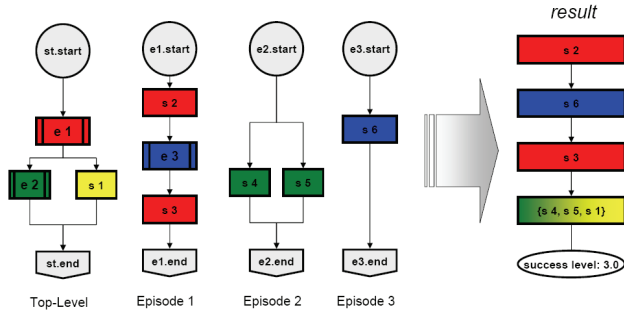 result
st.start
e1.start
e2.start
e3.start
s 2
s 2
e 1
s 6
s 6
e 3
e 2
s 1
s 4
s 5
s 3
s 3
{s 4, s 5, s 1}
st.end
e1.end
e2.end
e3.end
success level: 3.0
Top-Level
Episode 1
Episode 2
Episode 3